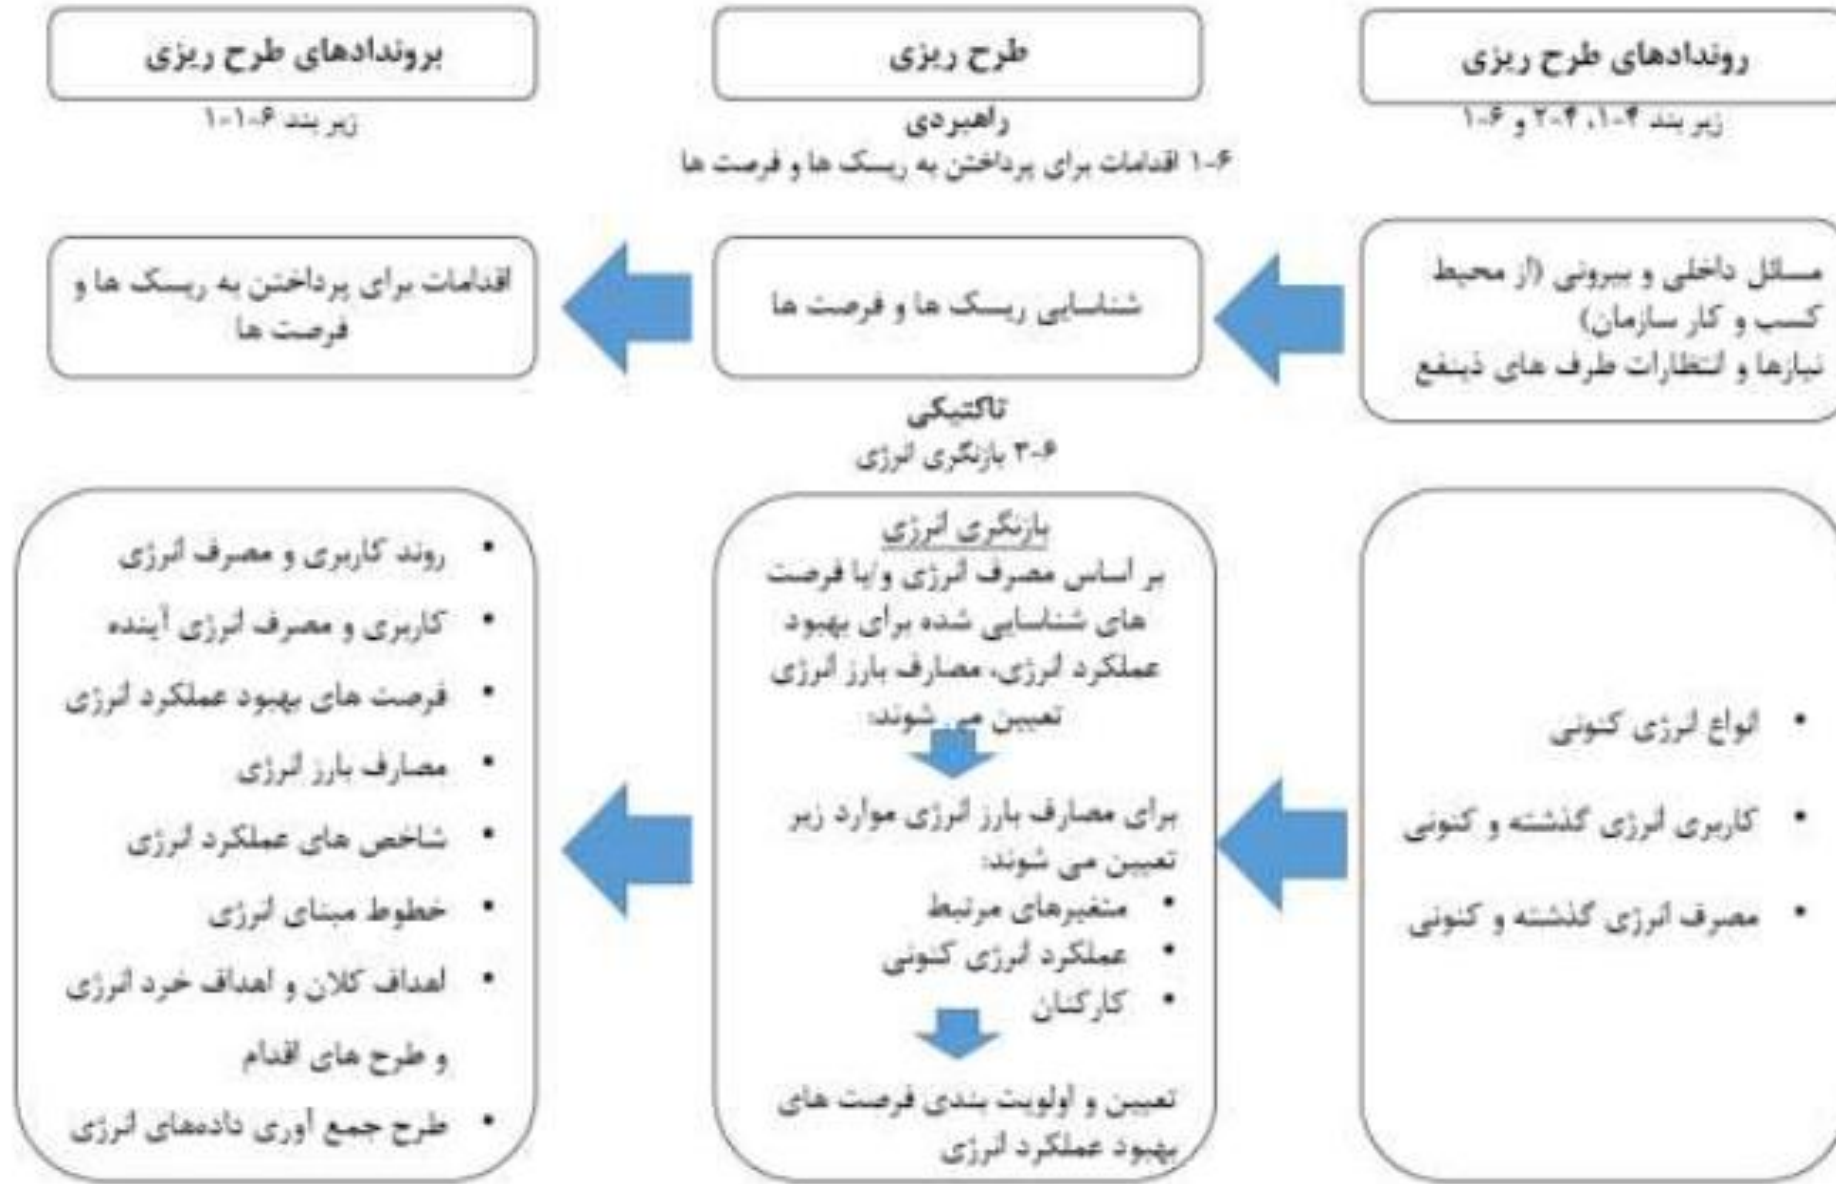 روندادهای طرح ریزی
زیر بند ۴-۱، ۴-۲ و ۶-۱
طرح ریزی
راهبردی
۶-۱ اقدامات برای پرداختن به ریسک ها و فرصت ها
بروندادهای طرح ریزی
زیر بند ۶-۱-۱
مسائل داخلی و بیرونی (از محیط
کسب و کار سازمان)
نیازها و انتظارات طرف های ذینفع
شناسایی ریسک ها و فرصت ها
اقدامات برای پرداختن به ریسک ها و
فرصت ها
تاکتیکی
۶-۳ بازنگری انرژی
• انواع انرژی کنونی
• کاربری انرژی گذشته و کنونی
• مصرف انرژی گذشته و کنونی
بازنگری انرژی
بر اساس مصرف انرژی و/یا فرصت
های شناسایی شده برای بهبود
عملکرد انرژی، مصارف بارز انرژی
تعیین می شوند:
برای مصارف بارز انرژی موارد زیر
تعیین می شوند:
• متغیرهای مرتبط
• عملکرد انرژی کنونی
• کارکنان
تعیین و اولویت بندی فرصت های
بهبود عملکرد انرژی
• روند کاربری و مصرف انرژی
• کاربری و مصرف انرژی آینده
• فرصت های بهبود عملکرد انرژی
• مصارف بارز انرژی
• شاخص های عملکرد انرژی
• خطوط مبنای انرژی
• اهداف کلان و اهداف خرد انرژی
و طرح های اقدام
• طرح جمع آوری داده‌های انرژی